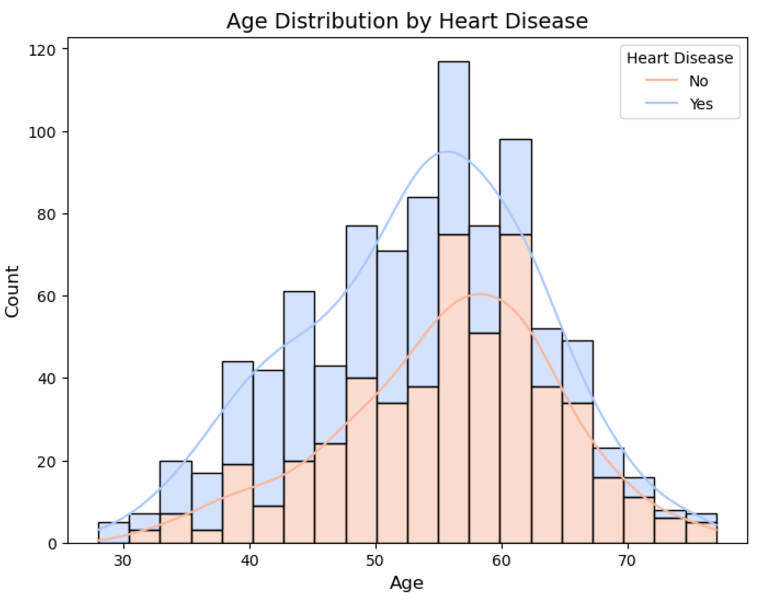 Age Distribution by Heart Disease
120
100
80
60
40
20
0
Count
Heart Disease
No
Yes
30 40 50 60 70
Age